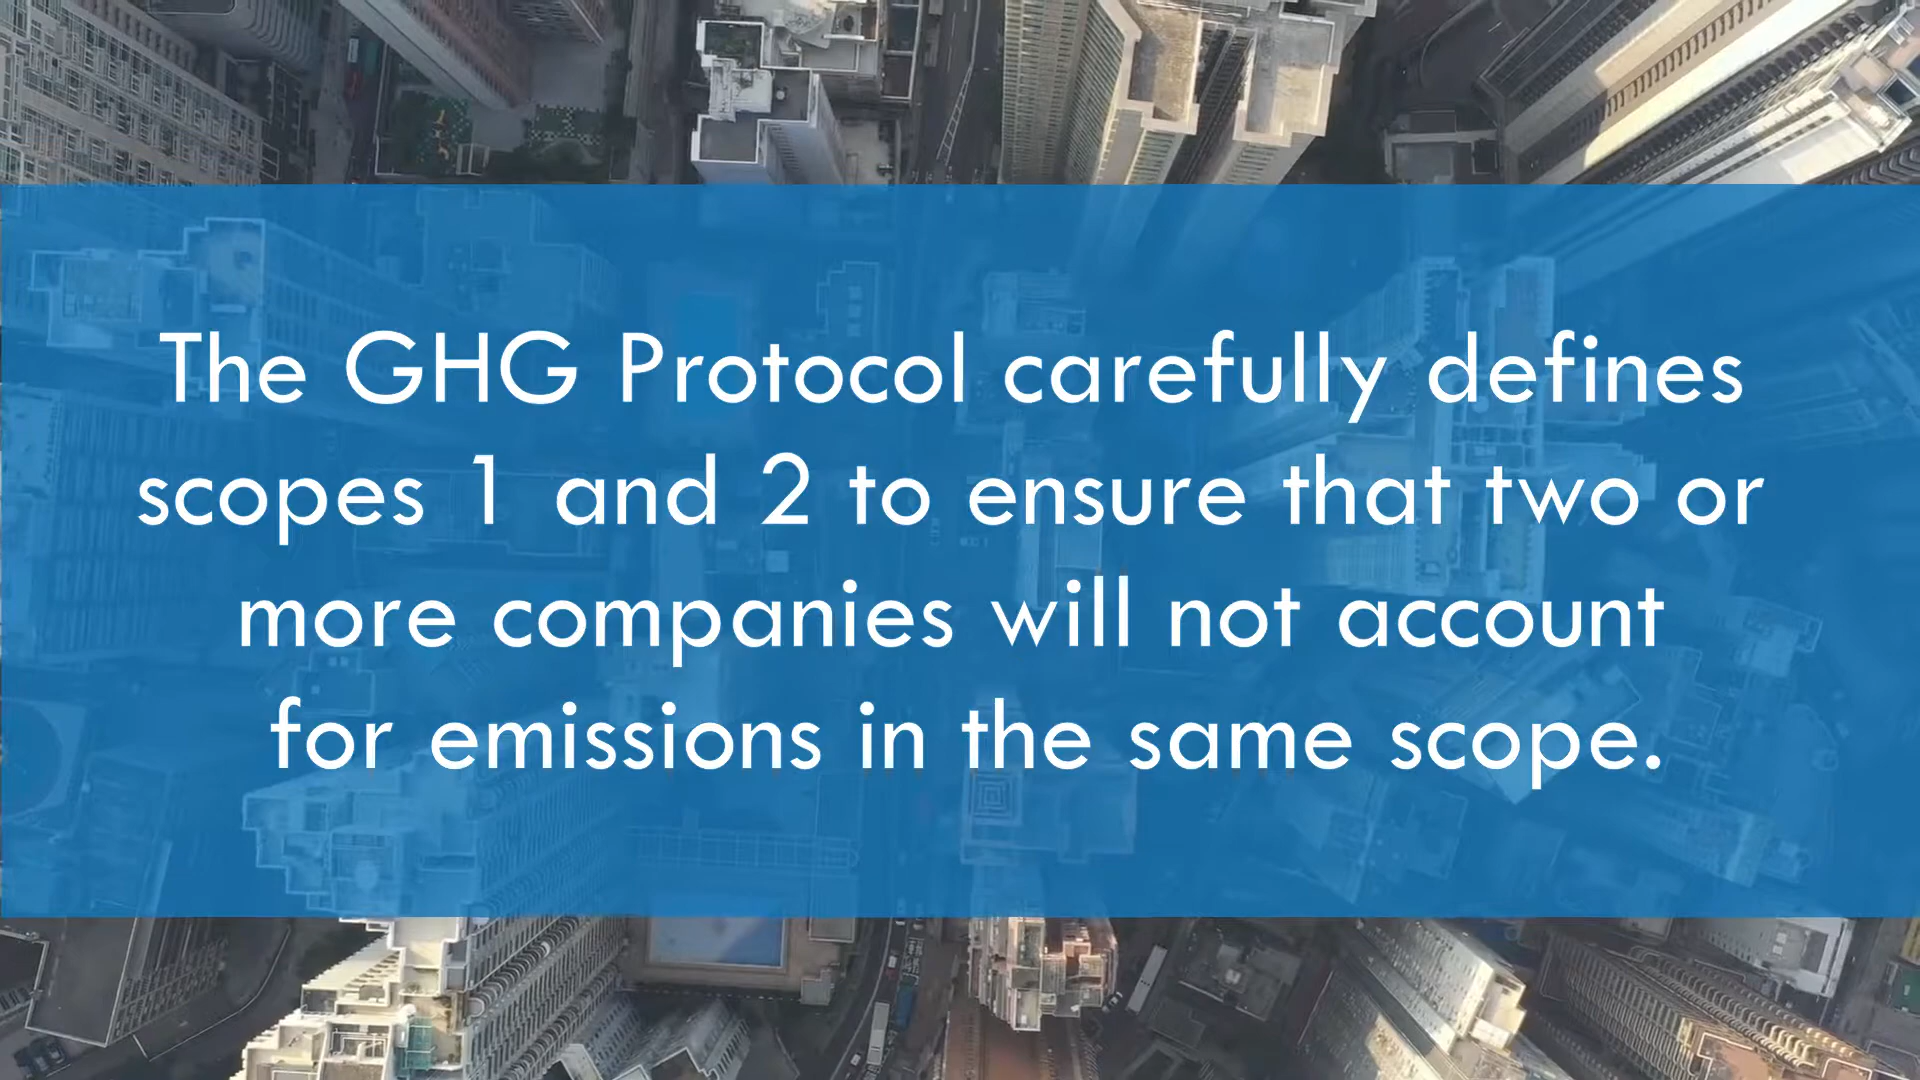 The GHG Protocol carefully defines
scopes 1 and 2 to ensure that two or
more companies will not account
for emissions in the same scope.